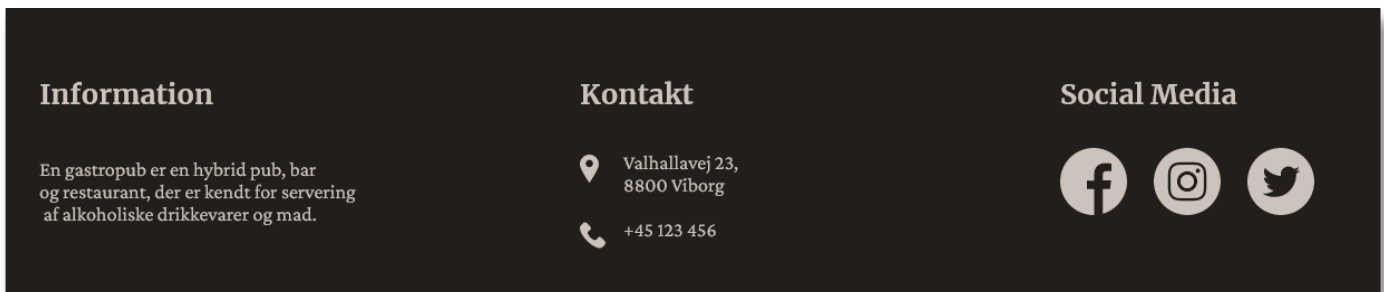 Information
En gastropub er en hybrid pub, bar
og restaurant, der er kendt for servering
af alkoholiske drikkevarer og mad.
Kontakt
Valhallavej 23,
8800 Viborg
+45 123 456
Social Media